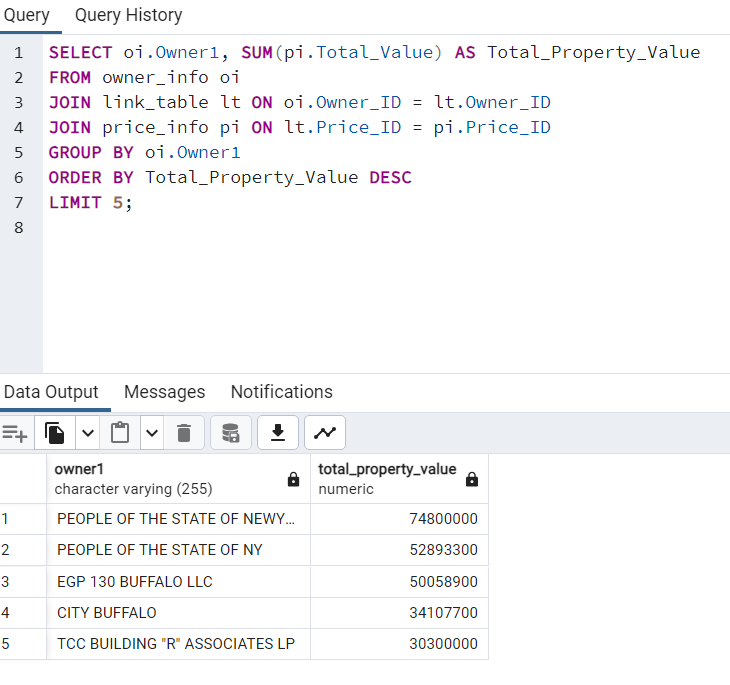 Query Query History
1 SELECT oi.Owner1, SUM(pi.Total_Value) AS Total_Property_Value
2 FROM owner_info oi
3 JOIN link_table lt ON oi.Owner_ID = lt.Owner_ID
4 JOIN price_info pi ON lt.Price_ID = pi.Price_ID
5 GROUP BY oi.Owner1
6 ORDER BY Total_Property_Value DESC
7 LIMIT 5;
8
Data Output Messages Notifications
owner1 total_property_value
character varying (255) numeric
1 PEOPLE OF THE STATE OF NEWY... 74800000
2 PEOPLE OF THE STATE OF NY 52893300
3 EGP 130 BUFFALO LLC 50058900
4 CITY BUFFALO 34107700
5 TCC BUILDING "R" ASSOCIATES LP 30300000